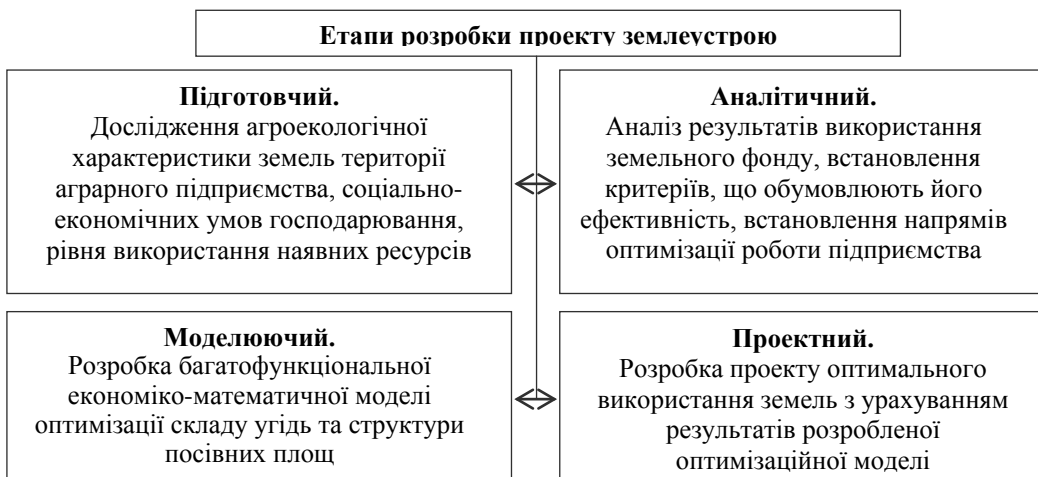 Етапи розробки проекту землеустрою
Підготовчий.
Дослідження агроекологічної
характеристики земель території
аграрного підприємства, соціально-
економічних умов господарювання,
рівня використання наявних ресурсів
Аналітичний.
Аналіз результатів використання
земельного фонду, встановлення
критеріїв, що обумовлюють його
ефективність, встановлення напрямів
оптимізації роботи підприємства
Моделюючий.
Розробка багатофункціональної
економіко-математичної моделі
оптимізації складу угідь та структури
посівних площ
Проектний.
Розробка проекту оптимального
використання земель з урахуванням
результатів розробленої
оптимізаційної моделі